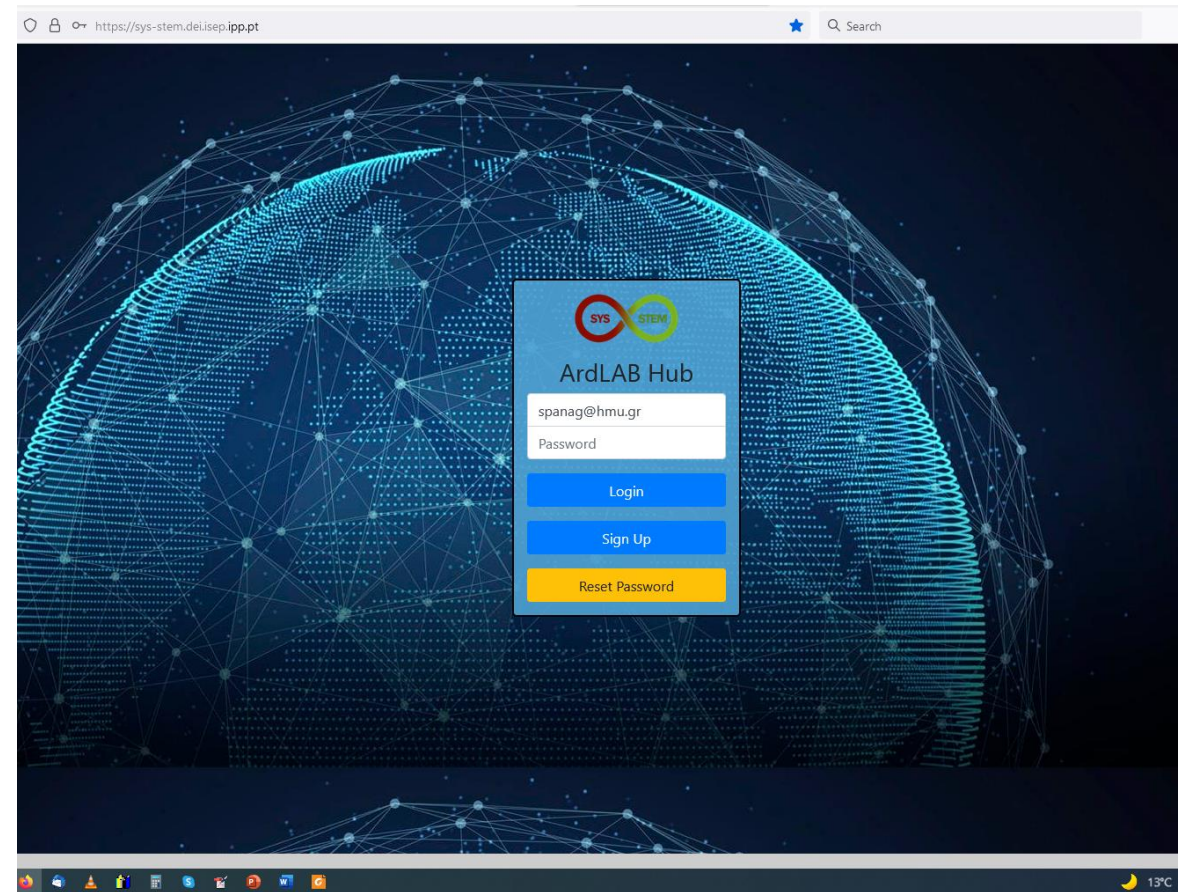 https://sys-stem.dei.isep.ipp.pt
Search
SYS STEM
ArdLAB Hub
spanag@hmu.gr
Password
Login
Sign Up
Reset Password
13°C